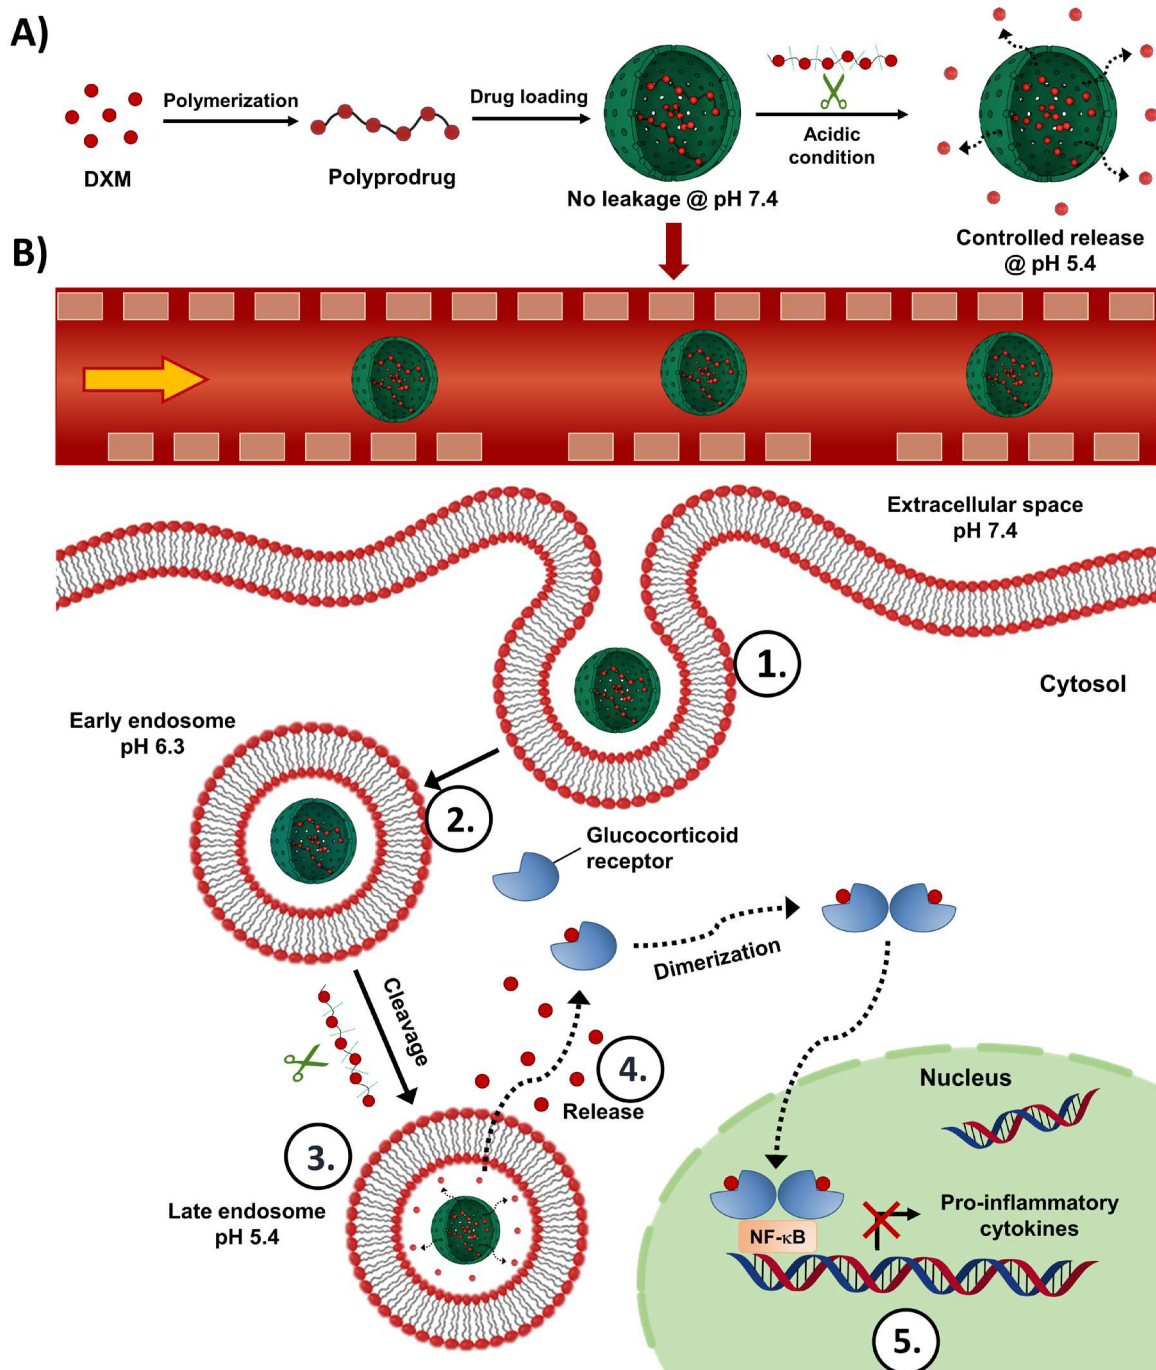 A)
DXM
Polymerization
Polyprodrug
Drug loading
No leakage @ pH 7.4
Acidic
condition
Controlled release
@ pH 5.4
B)
Extracellular space
pH 7.4
1.
Cytosol
Early endosome
pH 6.3
2.
Glucocorticoid
receptor
Dimerization
Cleavage
4.
Release
3.
Late endosome
pH 5.4
Nucleus
NF-κB
Pro-inflammatory
cytokines
5.